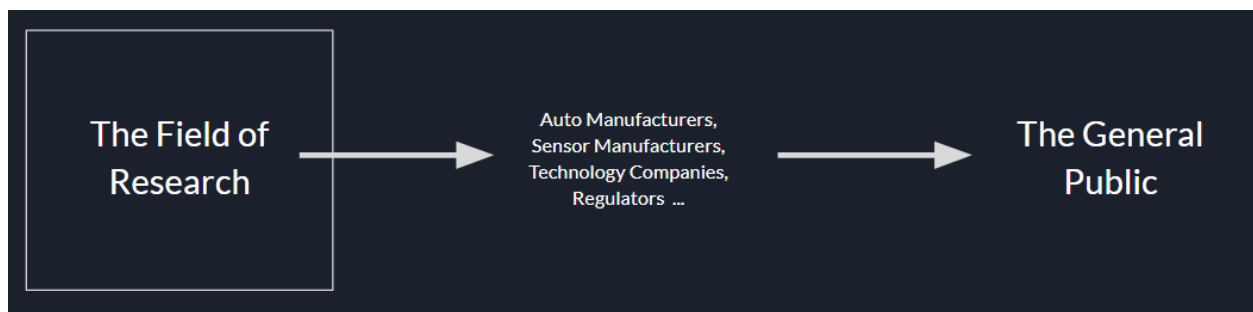 The Field of
Research
Auto Manufacturers,
Sensor Manufacturers,
Technology Companies,
Regulators ...
The General
Public